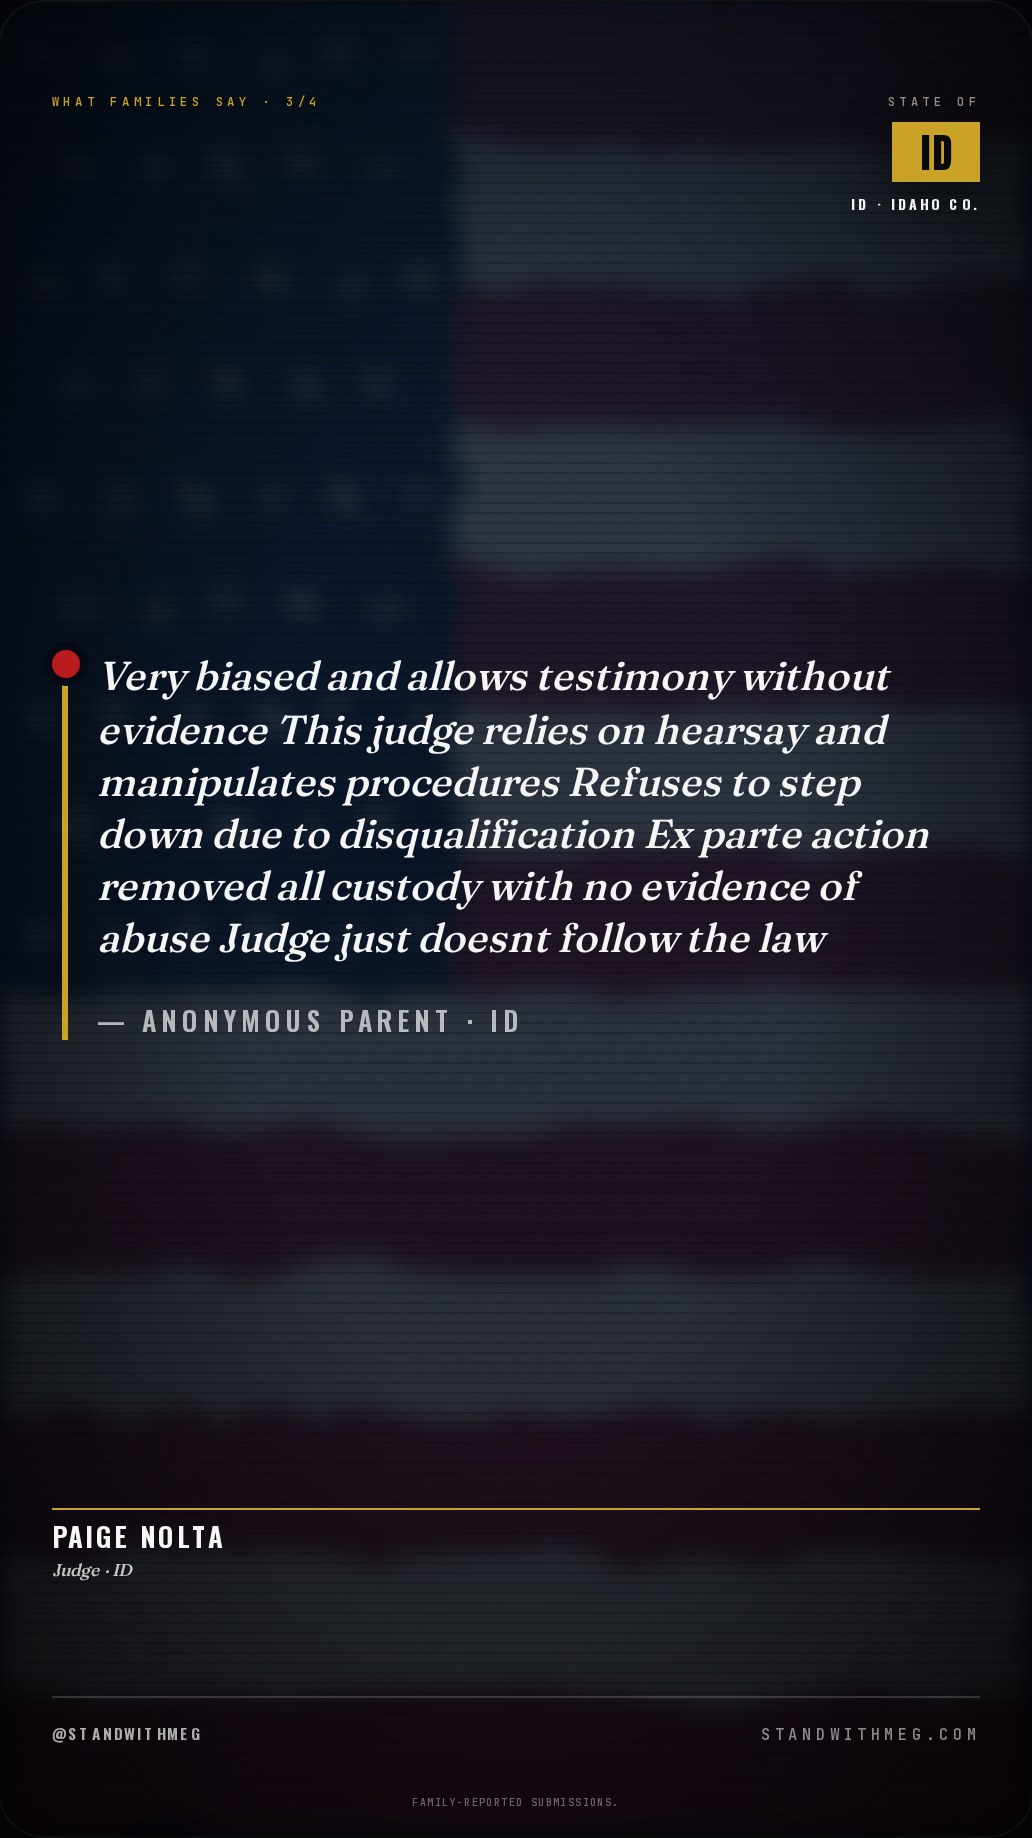 WHAT FAMILIES SAY · 3/4
STATE OF
ID
ID · IDAHO CO.
Very biased and allows testimony without
evidence This judge relies on hearsay and
manipulates procedures Refuses to step
down due to disqualification Ex parte action
removed all custody with no evidence of
abuse Judge just doesnt follow the law
— ANONYMOUS PARENT · ID
PAIGE NOLTA
Judge · ID
@STANDWITHMEG
STANDWITHMEG.COM
FAMILY-REPORTED SUBMISSIONS.